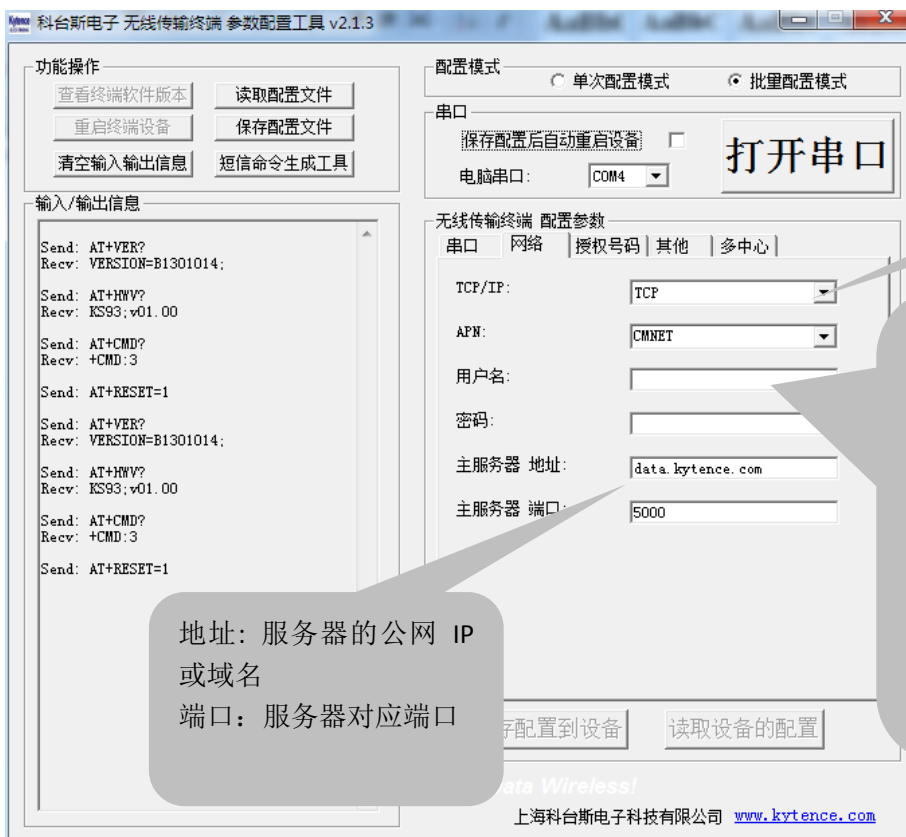 Kytence 科台斯电子 无线传输终端 参数配置工具 v2.1.3
功能操作
查看终端软件版本 读取配置文件
重启终端设备 保存配置文件
清空输入输出信息 短信命令生成工具
配置模式
单次配置模式 批量配置模式
串口
保存配置后自动重启设备
电脑串口: COM4
打开串口
输入/输出信息
Send: AT+VER?
Recv: VERSION=B1301014;
Send: AT+HWV?
Recv: KS93;v01.00
Send: AT+CMD?
Recv: +CMD:3
Send: AT+RESET=1
Send: AT+VER?
Recv: VERSION=B1301014;
Send: AT+HWV?
Recv: KS93;v01.00
Send: AT+CMD?
Recv: +CMD:3
Send: AT+RESET=1
无线传输终端 配置参数
串口 网络 授权号码 其他 多中心
TCP/IP: TCP
APN: CMNET
用户名:
密码:
主服务器 地址: data.kytence.com
主服务器 端口: 5000
地址: 服务器的公网 IP
或域名
端口：服务器对应端口
配置到设备 读取设备的配置
ata Wireless!
上海科台斯电子科技有限公司 www.kytence.com